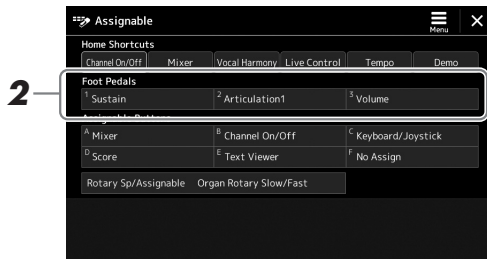 Assignable
Menu
Home Shortcuts
Channel On/Off Mixer Vocal Harmony Live Control Tempo Demo
2
Foot Pedals
1 Sustain 2 Articulation1 3 Volume
A Mixer B Channel On/Off C Keyboard/Joystick
D Score E Text Viewer F No Assign
Rotary Sp/Assignable Organ Rotary Slow/Fast